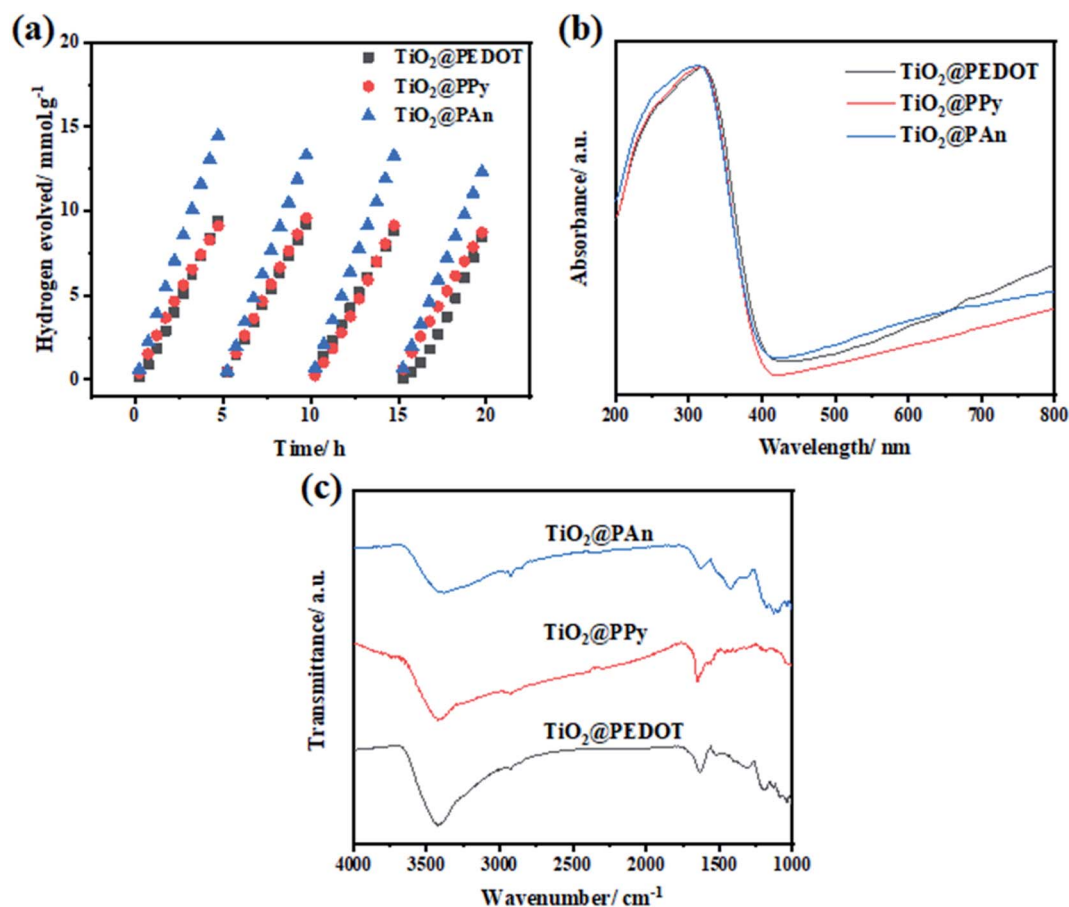 (a)
20
15
10
5
0
Hydrogen evolved/ mmol.g⁻¹
TiO₂@PEDOT
TiO₂@PPy
TiO₂@PAn
0 5 10 15 20
Time/ h
(b)
Absorbance/ a.u.
TiO₂@PEDOT
TiO₂@PPy
TiO₂@PAn
200 300 400 500 600 700 800
Wavelength/ nm
(c)
Transmittance/ a.u.
TiO₂@PAn
TiO₂@PPy
TiO₂@PEDOT
4000 3500 3000 2500 2000 1500 1000
Wavenumber/ cm⁻¹